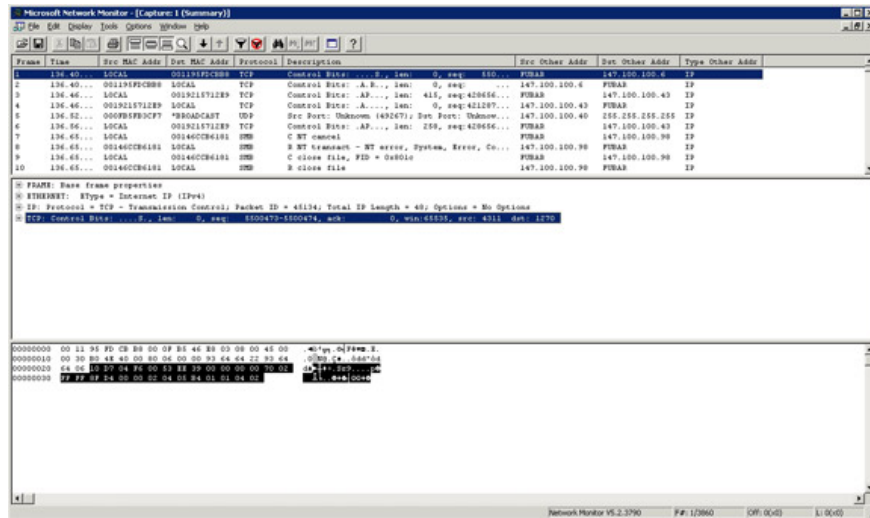 Microsoft Network Monitor - [Capture: 1 (Summary)]
File Edit Display Tools Options Window Help
Frame Time Src MAC Addr Dst MAC Addr Protocol Description Src Other Addr Dst Other Addr Type Other Addr
1 136.40... LOCAL 001195FDCBB8 TCP Control Bits: ....S., len: 0, seq: 550... FUBAR 147.100.100.6 IP
2 136.40... 001195FDCBB8 LOCAL TCP Control Bits: .A.R.., len: 0, seq: ... 147.100.100.6 FUBAR IP
3 136.46... LOCAL 0019215712E9 TCP Control Bits: .AP..., len: 415, seq:428656... FUBAR 147.100.100.43 IP
4 136.46... 0019215712E9 LOCAL TCP Control Bits: .A...., len: 0, seq:421287... 147.100.100.43 FUBAR IP
5 136.52... 000FB5FB3CF7 *BROADCAST UDP Src Port: Unknown (49267); Dst Port: Unknow... 147.100.100.40 255.255.255.255 IP
6 136.56... LOCAL 0019215712E9 TCP Control Bits: .AP..., len: 258, seq:428656... FUBAR 147.100.100.43 IP
7 136.65... LOCAL 00146CCB6181 SMB C NT cancel FUBAR 147.100.100.98 IP
8 136.65... 00146CCB6181 LOCAL SMB R NT transact - NT error, System, Error, Co... 147.100.100.98 FUBAR IP
9 136.65... LOCAL 00146CCB6181 SMB C close file, FID = 0x801c FUBAR 147.100.100.98 IP
10 136.65... 00146CCB6181 LOCAL SMB R close file 147.100.100.98 FUBAR IP
FRAME: Base frame properties
ETHERNET: EType = Internet IP (IPv4)
IP: Protocol = TCP - Transmission Control; Packet ID = 45134; Total IP Length = 48; Options = No Options
TCP: Control Bits: ....S., len: 0, seq: 5500473-5500474, ack: 0, win:65535, src: 4311 dst: 1270
00000000 00 11 95 FD CB B8 00 0F B5 46 E8 03 08 00 45 00
00000010 00 30 B0 4E 40 00 80 06 00 00 93 64 64 22 93 64
00000020 64 06 10 D7 04 F6 00 53 EE 39 00 00 00 00 70 02
00000030 FF FF 0F D4 00 00 02 04 05 B4 01 01 04 02
Network Monitor V5.2.3790 F#: 1/3860 Off: 0(x0) L: 0(x0)